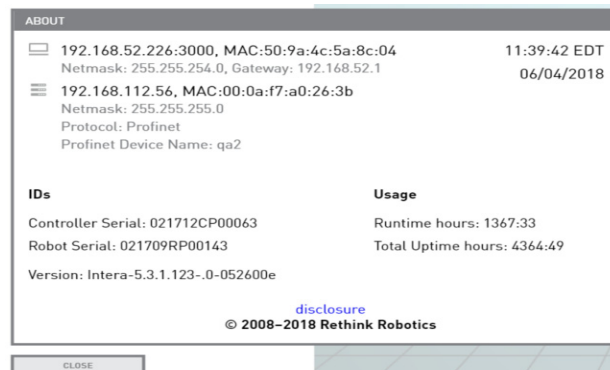 ABOUT
192.168.52.226:3000, MAC:50:9a:4c:5a:8c:04
11:39:42 EDT
Netmask: 255.255.254.0, Gateway: 192.168.52.1
06/04/2018
192.168.112.56, MAC:00:0a:f7:a0:26:3b
Netmask: 255.255.255.0
Protocol: Profinet
Profinet Device Name: qa2
IDs
Controller Serial: 021712CP00063
Robot Serial: 021709RP00143
Version: Intera-5.3.1.123-.0-052600e
Usage
Runtime hours: 1367:33
Total Uptime hours: 4364:49
disclosure
© 2008–2018 Rethink Robotics
CLOSE